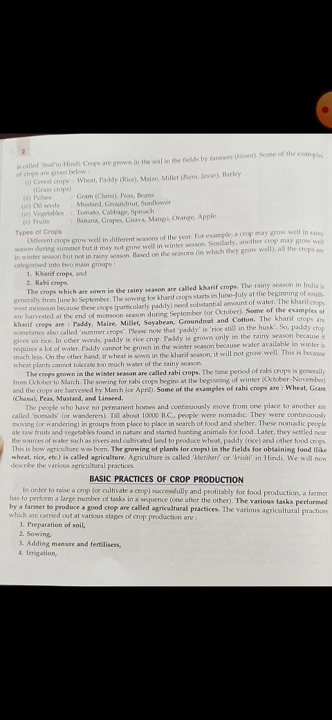 2
is called 'fasal' in Hindi. Crops are grown in the soil in the fields by farmers (kisan). Some of the examples
of crops are given below :
(i) Cereal crops : Wheat, Paddy (Rice), Maize, Millet (Bajra, Jowar), Barley
(Grain crops)
(ii) Pulses : Gram (Chana), Peas, Beans
(iii) Oil seeds : Mustard, Groundnut, Sunflower
(iv) Vegetables : Tomato, Cabbage, Spinach
(v) Fruits : Banana, Grapes, Guava, Mango, Orange, Apple
Types of Crops
Different crops grow well in different seasons of the year. For example, a crop may grow well in rainy
season during summer but it may not grow well in winter season. Similarly, another crop may grow well
in winter season but not in rainy season. Based on the seasons (in which they grow well), all the crops are
categorised into two main groups :
1. Kharif crops, and
2. Rabi crops.
The crops which are sown in the rainy season are called kharif crops. The rainy season in India is
generally from June to September. The sowing for kharif crops starts in June-July at the beginning of south-
west monsoon because these crops (particularly paddy) need substantial amount of water. The kharif crops
are harvested at the end of monsoon season during September (or October). Some of the examples of
kharif crops are : Paddy, Maize, Millet, Soyabean, Groundnut and Cotton. The kharif crops are
sometimes also called 'summer crops'. Please note that 'paddy' is 'rice still in the husk'. So, paddy crop
gives us rice. In other words, paddy is rice crop. Paddy is grown only in the rainy season because it
requires a lot of water. Paddy cannot be grown in the winter season because water available in winter is
much less. On the other hand, if wheat is sown in the kharif season, it will not grow well. This is because
wheat plants cannot tolerate too much water of the rainy season.
The crops grown in the winter season are called rabi crops. The time period of rabi crops is generally
from October to March. The sowing for rabi crops begins at the beginning of winter (October-November)
and the crops are harvested by March (or April). Some of the examples of rabi crops are : Wheat, Gram
(Chana), Peas, Mustard, and Linseed.
The people who have no permanent homes and continuously move from one place to another are
called 'nomads' (or wanderers). Till about 10000 B.C., people were nomadic. They were continuously
moving (or wandering) in groups from place to place in search of food and shelter. These nomadic people
ate raw fruits and vegetables found in nature and started hunting animals for food. Later, they settled near
the sources of water such as rivers and cultivated land to produce wheat, paddy (rice) and other food crops.
This is how agriculture was born. The growing of plants (or crops) in the fields for obtaining food (like
wheat, rice, etc.) is called agriculture. Agriculture is called 'khetibari' or 'krishi' in Hindi. We will now
describe the various agricultural practices.
BASIC PRACTICES OF CROP PRODUCTION
In order to raise a crop (or cultivate a crop) successfully and profitably for food production, a farmer
has to perform a large number of tasks in a sequence (one after the other). The various tasks performed
by a farmer to produce a good crop are called agricultural practices. The various agricultural practices
which are carried out at various stages of crop production are :
1. Preparation of soil,
2. Sowing,
3. Adding manure and fertilisers,
4. Irrigation,